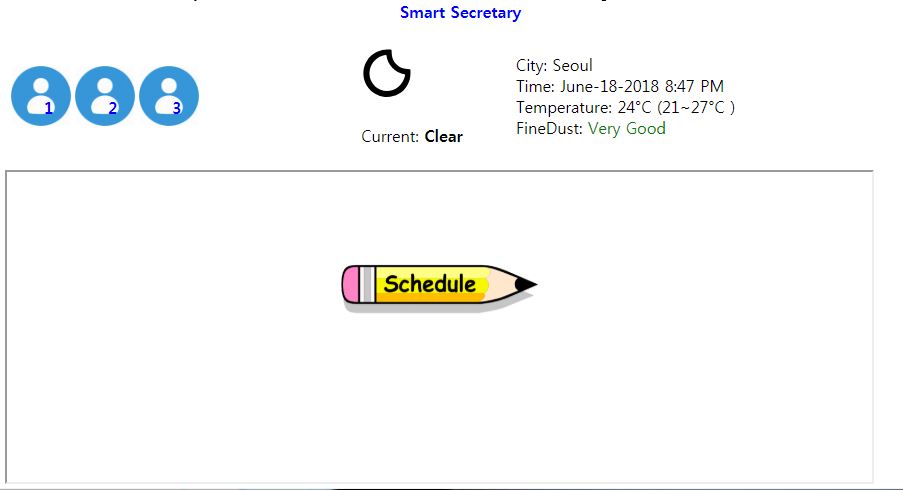 Smart Secretary
1 2 3
Current: Clear
City: Seoul
Time: June-18-2018 8:47 PM
Temperature: 24°C (21~27°C )
FineDust: Very Good
Schedule